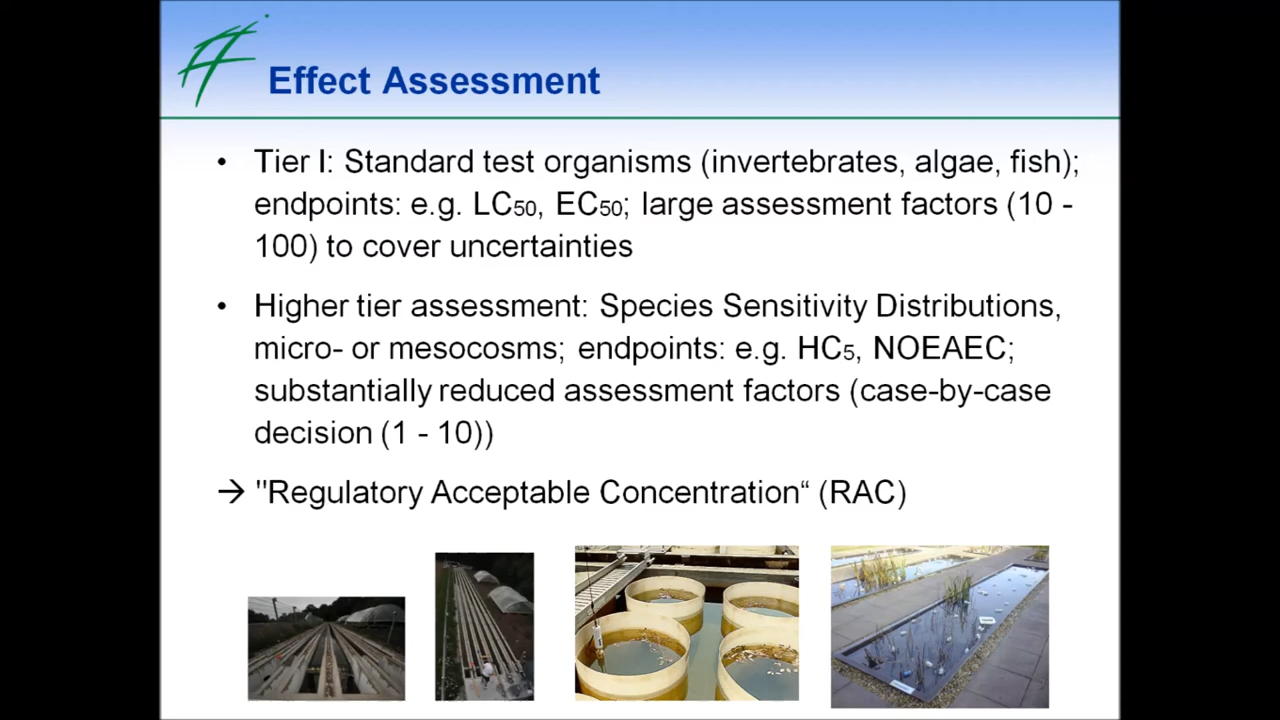 Effect Assessment
• Tier I: Standard test organisms (invertebrates, algae, fish);
endpoints: e.g. LC50, EC50; large assessment factors (10 -
100) to cover uncertainties
• Higher tier assessment: Species Sensitivity Distributions,
micro- or mesocosms; endpoints: e.g. HC5, NOEAEC;
substantially reduced assessment factors (case-by-case
decision (1 - 10))
→ "Regulatory Acceptable Concentration“ (RAC)